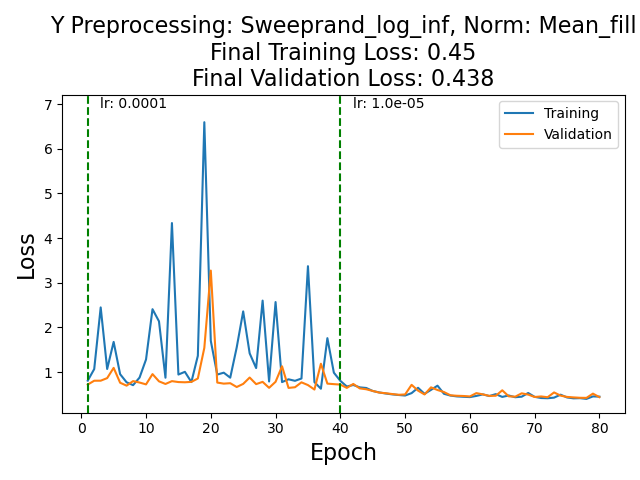 Y Preprocessing: Sweeprand_log_inf, Norm: Mean_fill
Final Training Loss: 0.45
Final Validation Loss: 0.438
lr: 0.0001
lr: 1.0e-05
Training
Validation
7
6
5
4
3
2
1
Loss
0
10
20
30
40
50
60
70
80
Epoch